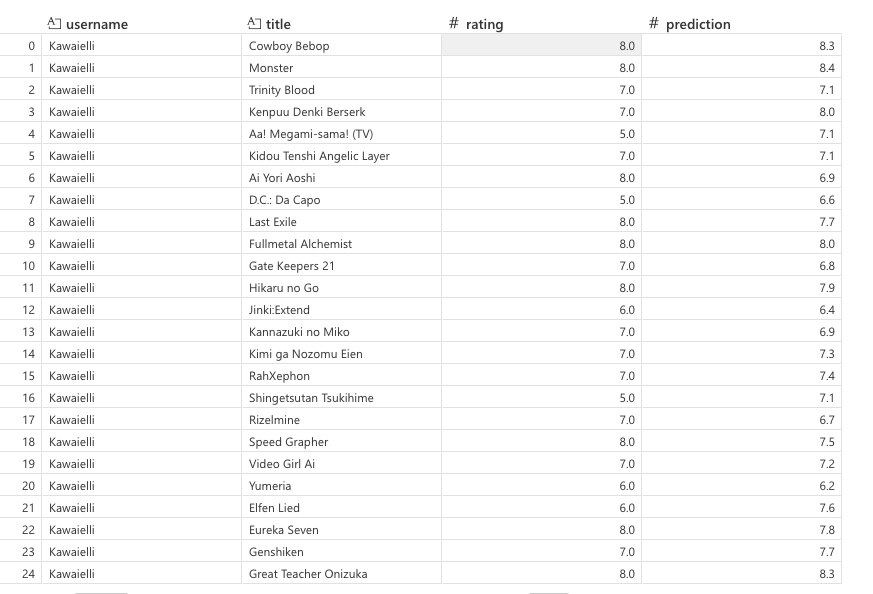 username title rating prediction
0 Kawaielli Cowboy Bebop 8.0 8.3
1 Kawaielli Monster 8.0 8.4
2 Kawaielli Trinity Blood 7.0 7.1
3 Kawaielli Kenpuu Denki Berserk 7.0 8.0
4 Kawaielli Aa! Megami-sama! (TV) 5.0 7.1
5 Kawaielli Kidou Tenshi Angelic Layer 7.0 7.1
6 Kawaielli Ai Yori Aoshi 8.0 6.9
7 Kawaielli D.C.: Da Capo 5.0 6.6
8 Kawaielli Last Exile 8.0 7.7
9 Kawaielli Fullmetal Alchemist 8.0 8.0
10 Kawaielli Gate Keepers 21 7.0 6.8
11 Kawaielli Hikaru no Go 8.0 7.9
12 Kawaielli Jinki:Extend 6.0 6.4
13 Kawaielli Kannazuki no Miko 7.0 6.9
14 Kawaielli Kimi ga Nozomu Eien 7.0 7.3
15 Kawaielli RahXephon 7.0 7.4
16 Kawaielli Shingetsutan Tsukihime 5.0 7.1
17 Kawaielli Rizelmine 7.0 6.7
18 Kawaielli Speed Grapher 8.0 7.5
19 Kawaielli Video Girl Ai 7.0 7.2
20 Kawaielli Yumeria 6.0 6.2
21 Kawaielli Elfen Lied 6.0 7.6
22 Kawaielli Eureka Seven 8.0 7.8
23 Kawaielli Genshiken 7.0 7.7
24 Kawaielli Great Teacher Onizuka 8.0 8.3